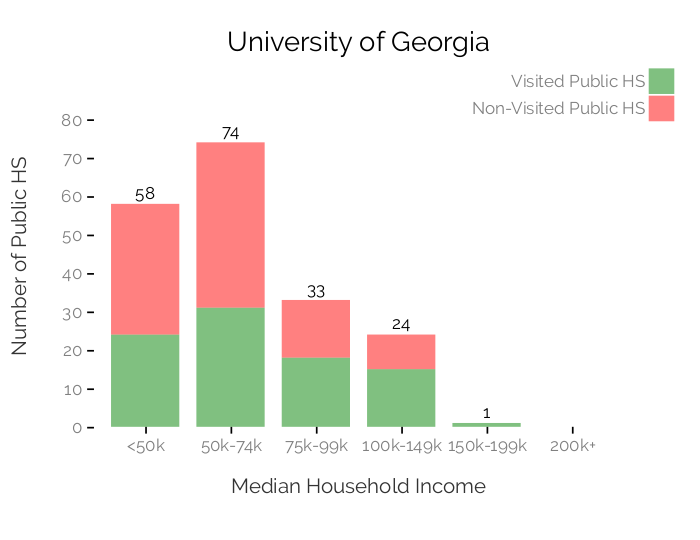 University of Georgia
Visited Public HS
Non-Visited Public HS
Number of Public HS
80
70
60
50
40
30
20
10
0
58
74
33
24
1
<50k
50k-74k
75k-99k
100k-149k
150k-199k
200k+
Median Household Income